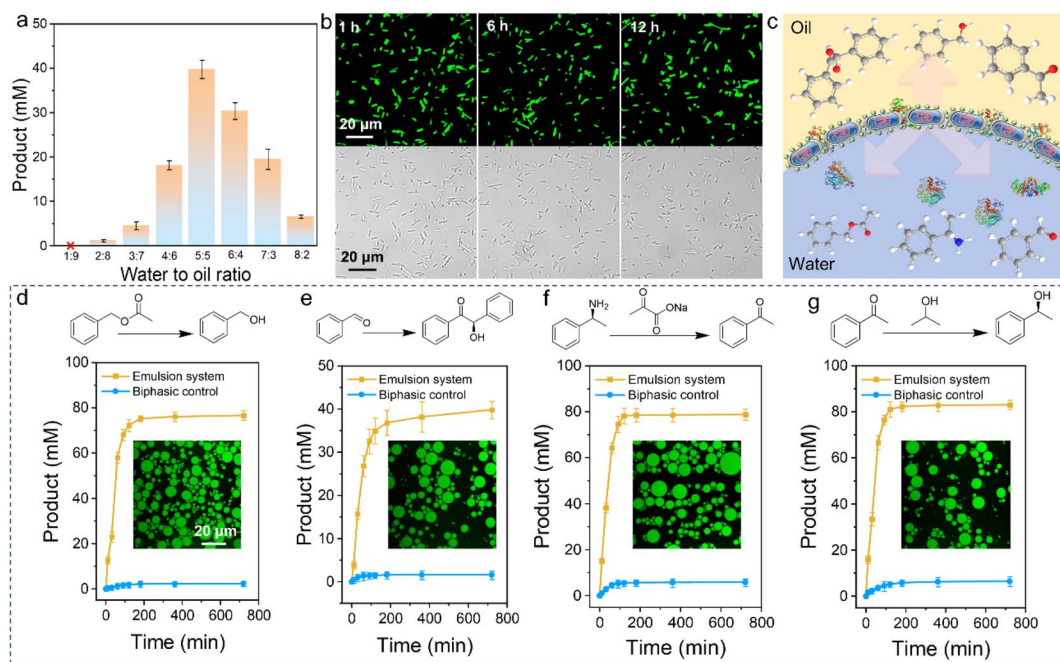 a
Product (mM)
50
40
30
20
10
0
1:9 2:8 3:7 4:6 5:5 6:4 7:3 8:2
Water to oil ratio
b
1 h
6 h
12 h
20 μm
20 μm
c
Oil
Water
d
O
O
OH
Emulsion system
Biphasic control
Product (mM)
100
80
60
40
20
0
20 μm
0 200 400 600 800
Time (min)
e
O
O
OH
Emulsion system
Biphasic control
Product (mM)
50
40
30
20
10
0
0 200 400 600 800
Time (min)
f
NH2
O
ONa
O
O
Emulsion system
Biphasic control
Product (mM)
100
80
60
40
20
0
0 200 400 600 800
Time (min)
g
O
OH
OH
Emulsion system
Biphasic control
Product (mM)
100
80
60
40
20
0
0 200 400 600 800
Time (min)